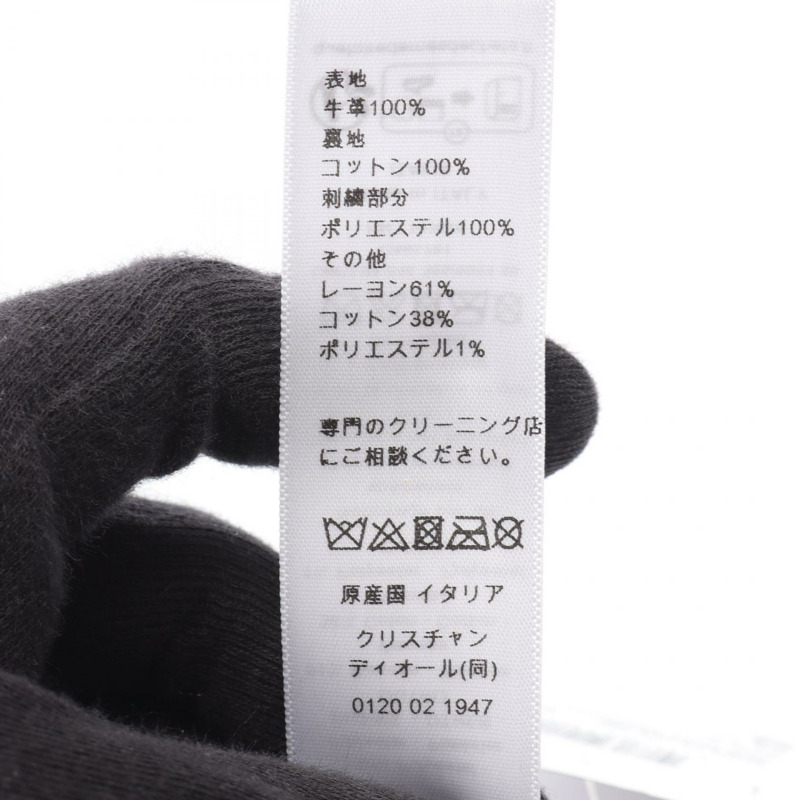 表地
牛革100%
裏地
コットン100%
刺繍部分
ポリエステル100%
その他
レーヨン61%
コットン38%
ポリエステル1%
専門のクリーニング店
にご相談ください。
原産国 イタリア
クリスチャン
ディオール(同)
0120 02 1947